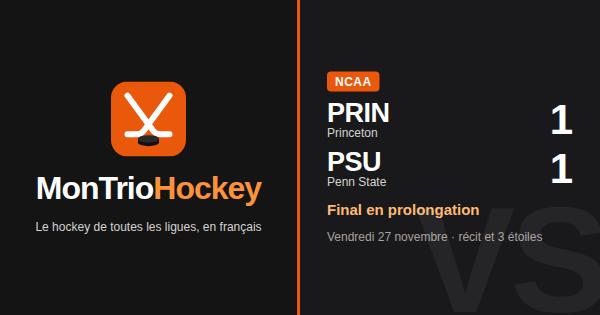 MonTrioHockey
Le hockey de toutes les ligues, en français
NCAA
PRIN 1
Princeton
PSU 1
Penn State
Final en prolongation
Vendredi 27 novembre · récit et 3 étoiles
VS